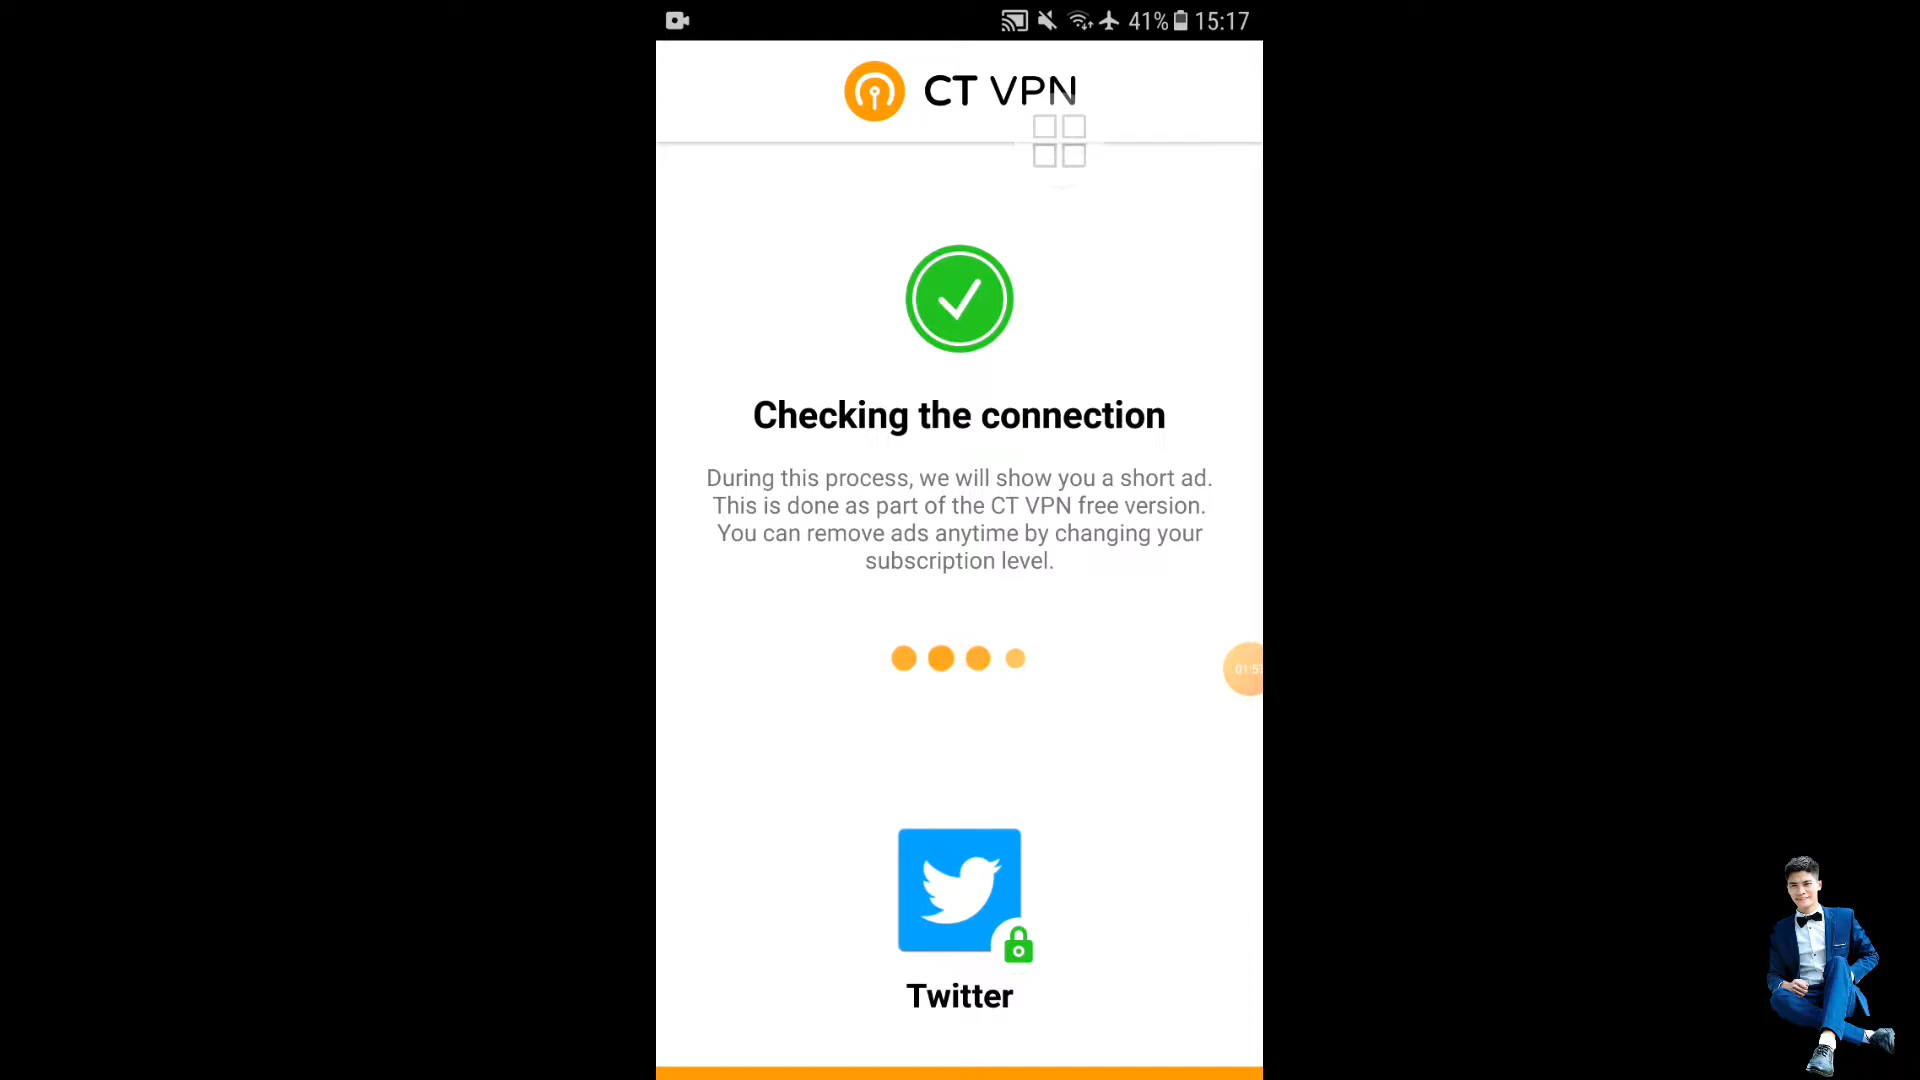 41% 15:17
CT VPN
Checking the connection
During this process, we will show you a short ad.
This is done as part of the CT VPN free version.
You can remove ads anytime by changing your
subscription level.
Twitter